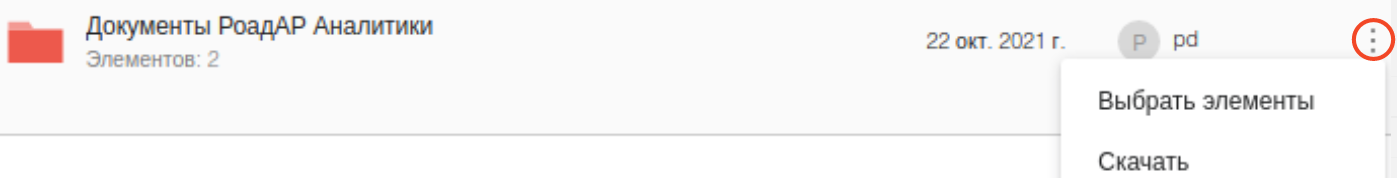 Документы РоадАР Аналитики
Элементов: 2
22 окт. 2021 г.
P pd
Выбрать элементы
Скачать